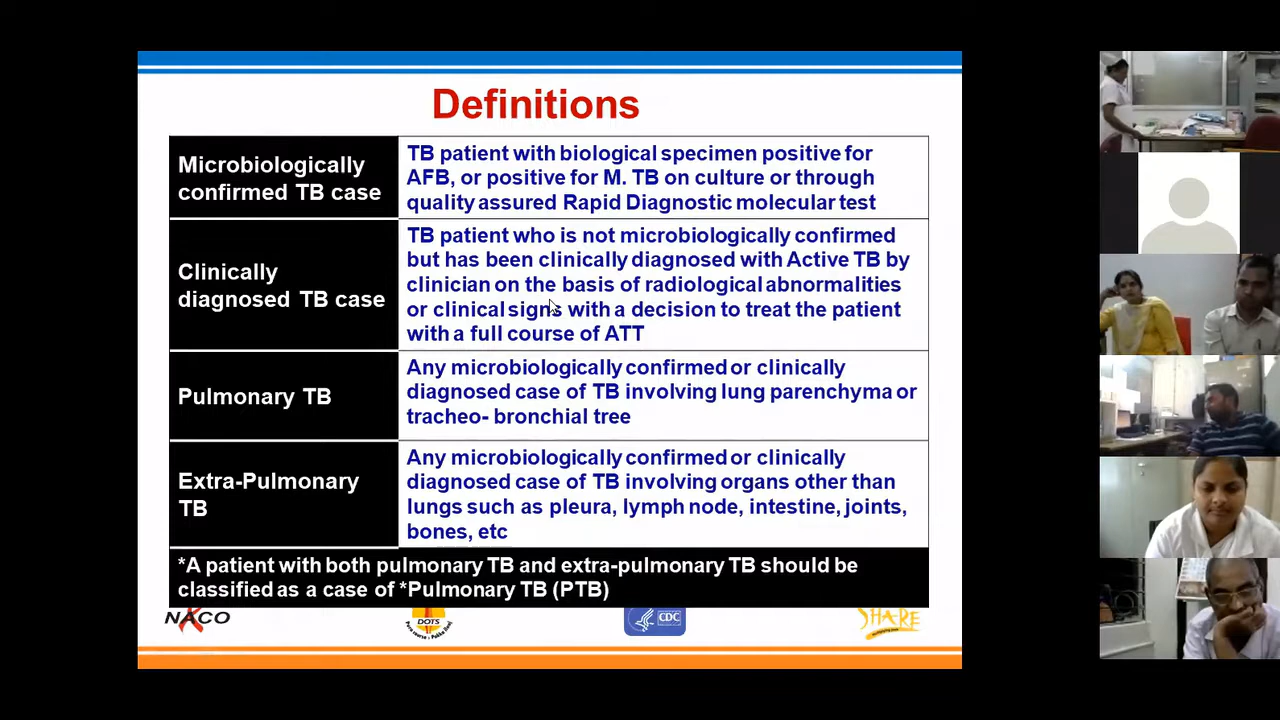 Definitions
Microbiologically
confirmed TB case
TB patient with biological specimen positive for
AFB, or positive for M. TB on culture or through
quality assured Rapid Diagnostic molecular test
Clinically
diagnosed TB case
TB patient who is not microbiologically confirmed
but has been clinically diagnosed with Active TB by
clinician on the basis of radiological abnormalities
or clinical signs with a decision to treat the patient
with a full course of ATT
Pulmonary TB
Any microbiologically confirmed or clinically
diagnosed case of TB involving lung parenchyma or
tracheo- bronchial tree
Extra-Pulmonary
TB
Any microbiologically confirmed or clinically
diagnosed case of TB involving organs other than
lungs such as pleura, lymph node, intestine, joints,
bones, etc
*A patient with both pulmonary TB and extra-pulmonary TB should be
classified as a case of *Pulmonary TB (PTB)
NACO
DOTS
CDC
SHARE